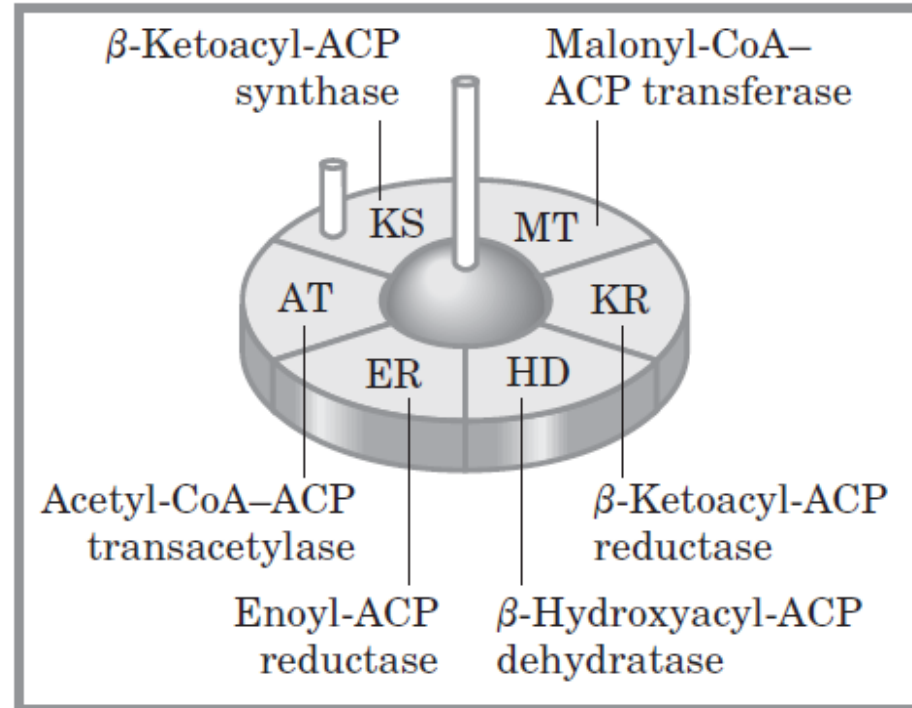 β-Ketoacyl-ACP
synthase
Malonyl-CoA–
ACP transferase
KS
MT
AT
KR
ER
HD
Acetyl-CoA–ACP
transacetylase
β-Ketoacyl-ACP
reductase
Enoyl-ACP
reductase
β-Hydroxyacyl-ACP
dehydratase